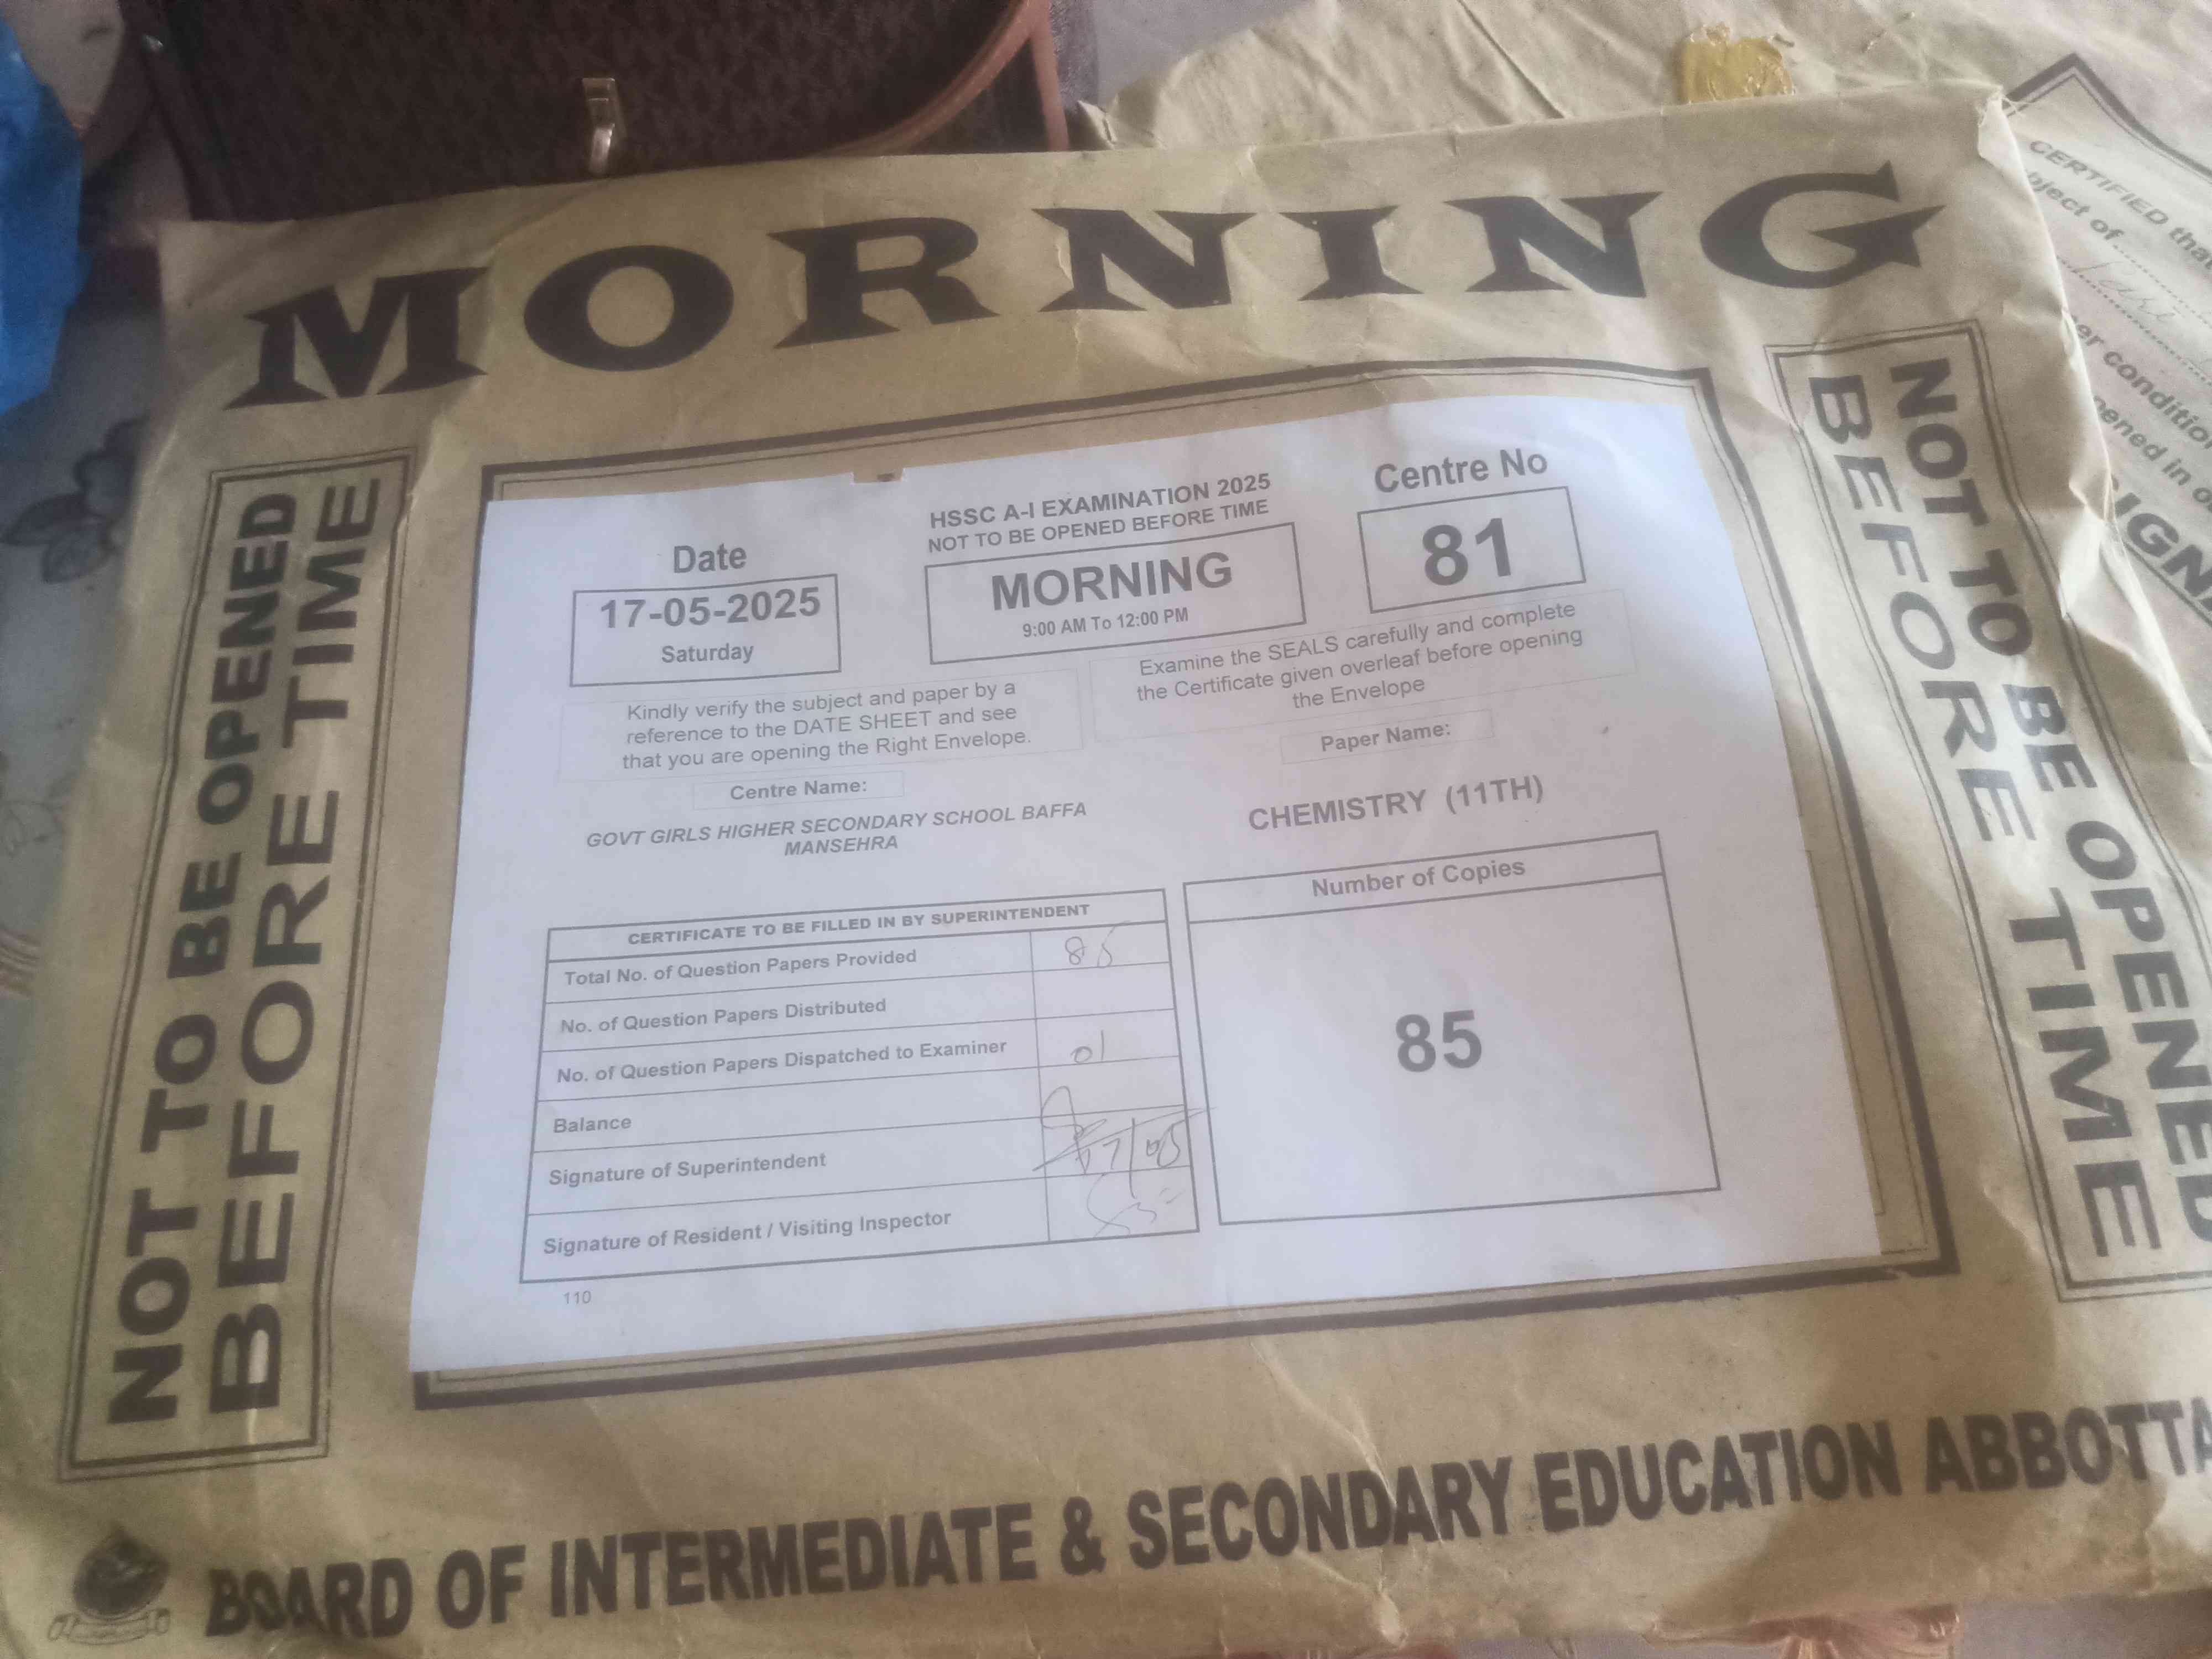 MORNING
NOT TO BE OPENED
BEFORE TIME
HSSC A-I EXAMINATION 2025
NOT TO BE OPENED BEFORE TIME
Date
17-05-2025
Saturday
MORNING
9:00 AM To 12:00 PM
Centre No
81
Kindly verify the subject and paper by a
reference to the DATE SHEET and see
that you are opening the Right Envelope.
Examine the SEALS carefully and complete
the Certificate given overleaf before opening
the Envelope
Centre Name:
GOVT GIRLS HIGHER SECONDARY SCHOOL BAFFA
MANSEHRA
Paper Name:
CHEMISTRY (11TH)
CERTIFICATE TO BE FILLED IN BY SUPERINTENDENT
Total No. of Question Papers Provided 85
No. of Question Papers Distributed
No. of Question Papers Dispatched to Examiner 01
Balance
Signature of Superintendent 17/05
Signature of Resident / Visiting Inspector
Number of Copies
85
110
NOT TO BE OPENED
BEFORE TIME
BOARD OF INTERMEDIATE & SECONDARY EDUCATION ABBOTTA
CERTIFIED tha
bject of
er condition
ened in o
IGN